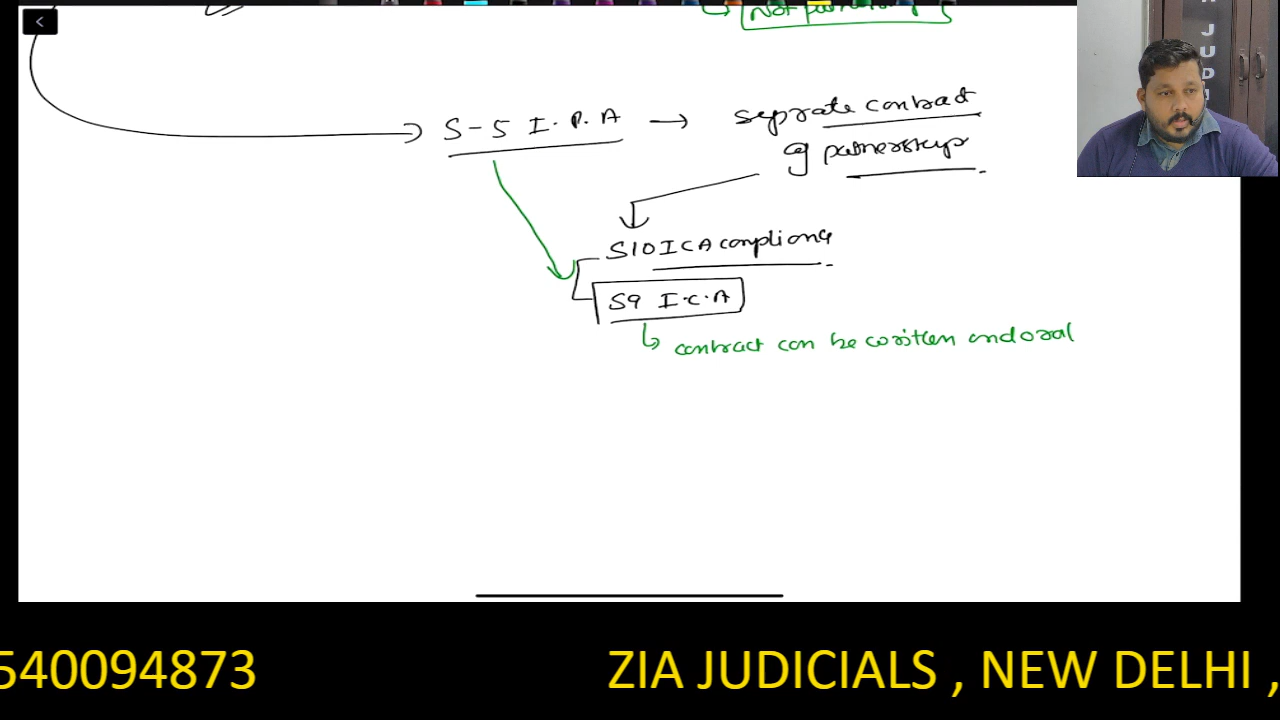 Not
S-5 I.P.A → seprate contract
of partnership
S10 ICA compliance
S9 I.C.A
contract can be written and oral
J
U
D
540094873
ZIA JUDICIALS , NEW DELHI ,